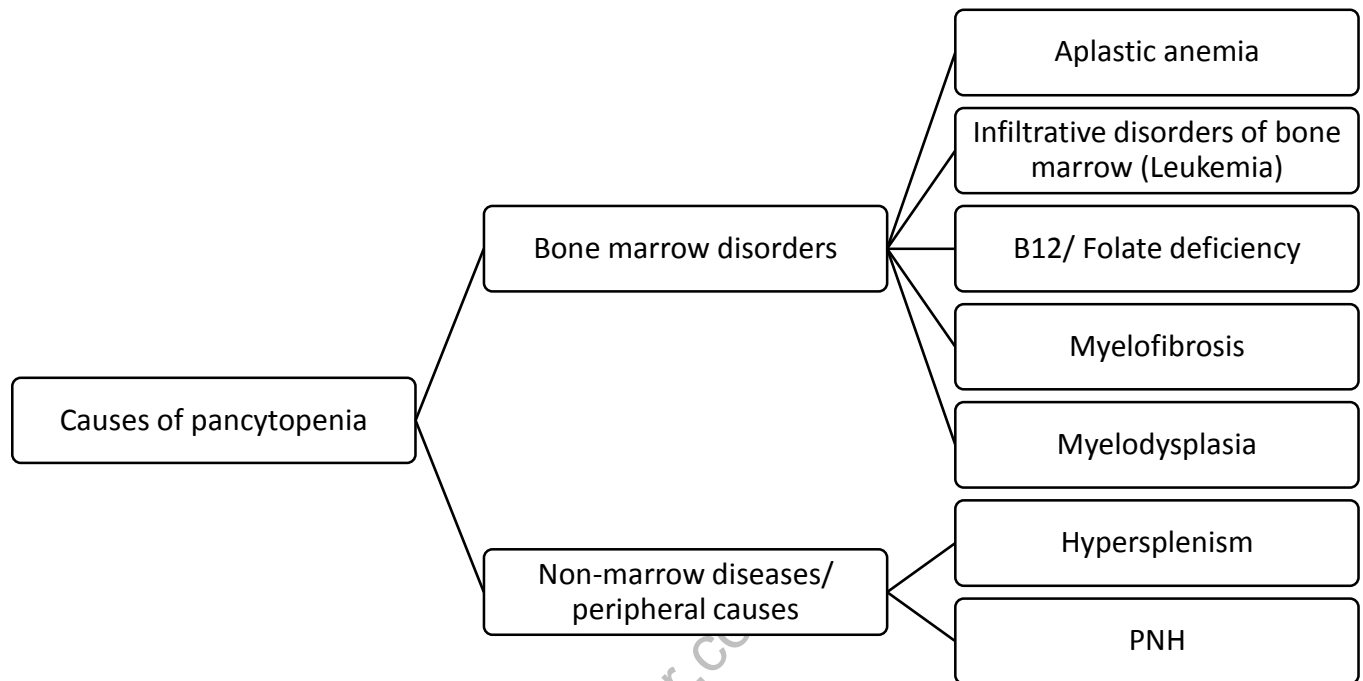 Causes of pancytopenia
Bone marrow disorders
Aplastic anemia
Infiltrative disorders of bone
marrow (Leukemia)
B12/ Folate deficiency
Myelofibrosis
Myelodysplasia
Non-marrow diseases/
peripheral causes
Hypersplenism
PNH